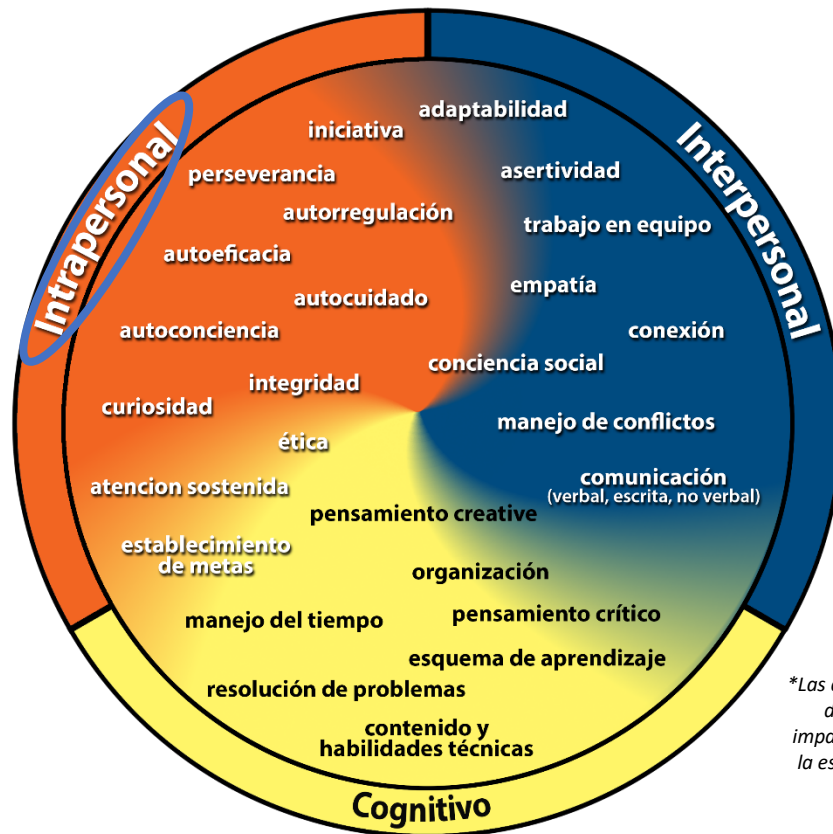 Intrapersonal
Interpersonal
adaptabilidad
iniciativa
asertividad
perseverancia
autorregulación
trabajo en equipo
autoeficacia
empatía
autocuidado
autoconciencia
conexión
conciencia social
integridad
curiosidad
manejo de conflictos
ética
comunicación
(verbal, escrita, no verbal)
atencion sostenida
pensamiento creative
establecimiento
de metas
organización
manejo del tiempo
pensamiento crítico
esquema de aprendizaje
resolución de problemas
contenido y
habilidades técnicas
Cognitivo
*Las
la